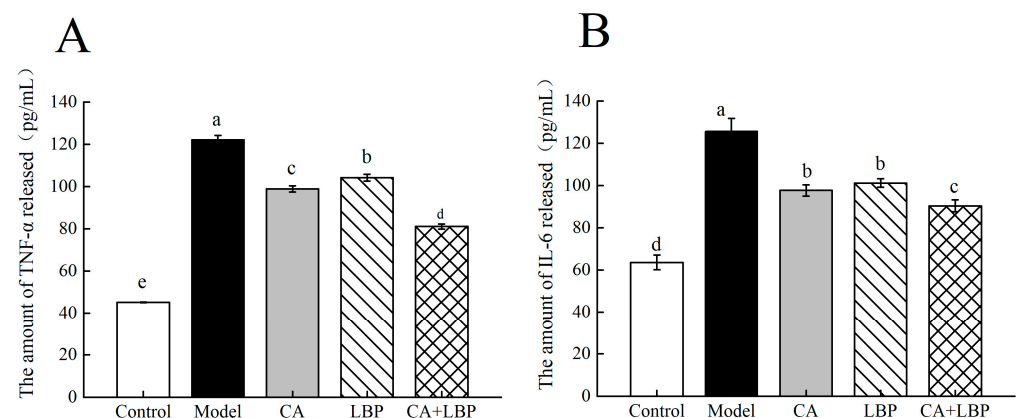 A
The amount of TNF-α released（pg/mL）
140
120
100
80
60
40
20
0
e
a
c
b
d
Control Model CA LBP CA+LBP
B
The amount of IL-6 released（pg/mL）
140
120
100
80
60
40
20
0
d
a
b
b
c
Control Model CA LBP CA+LBP